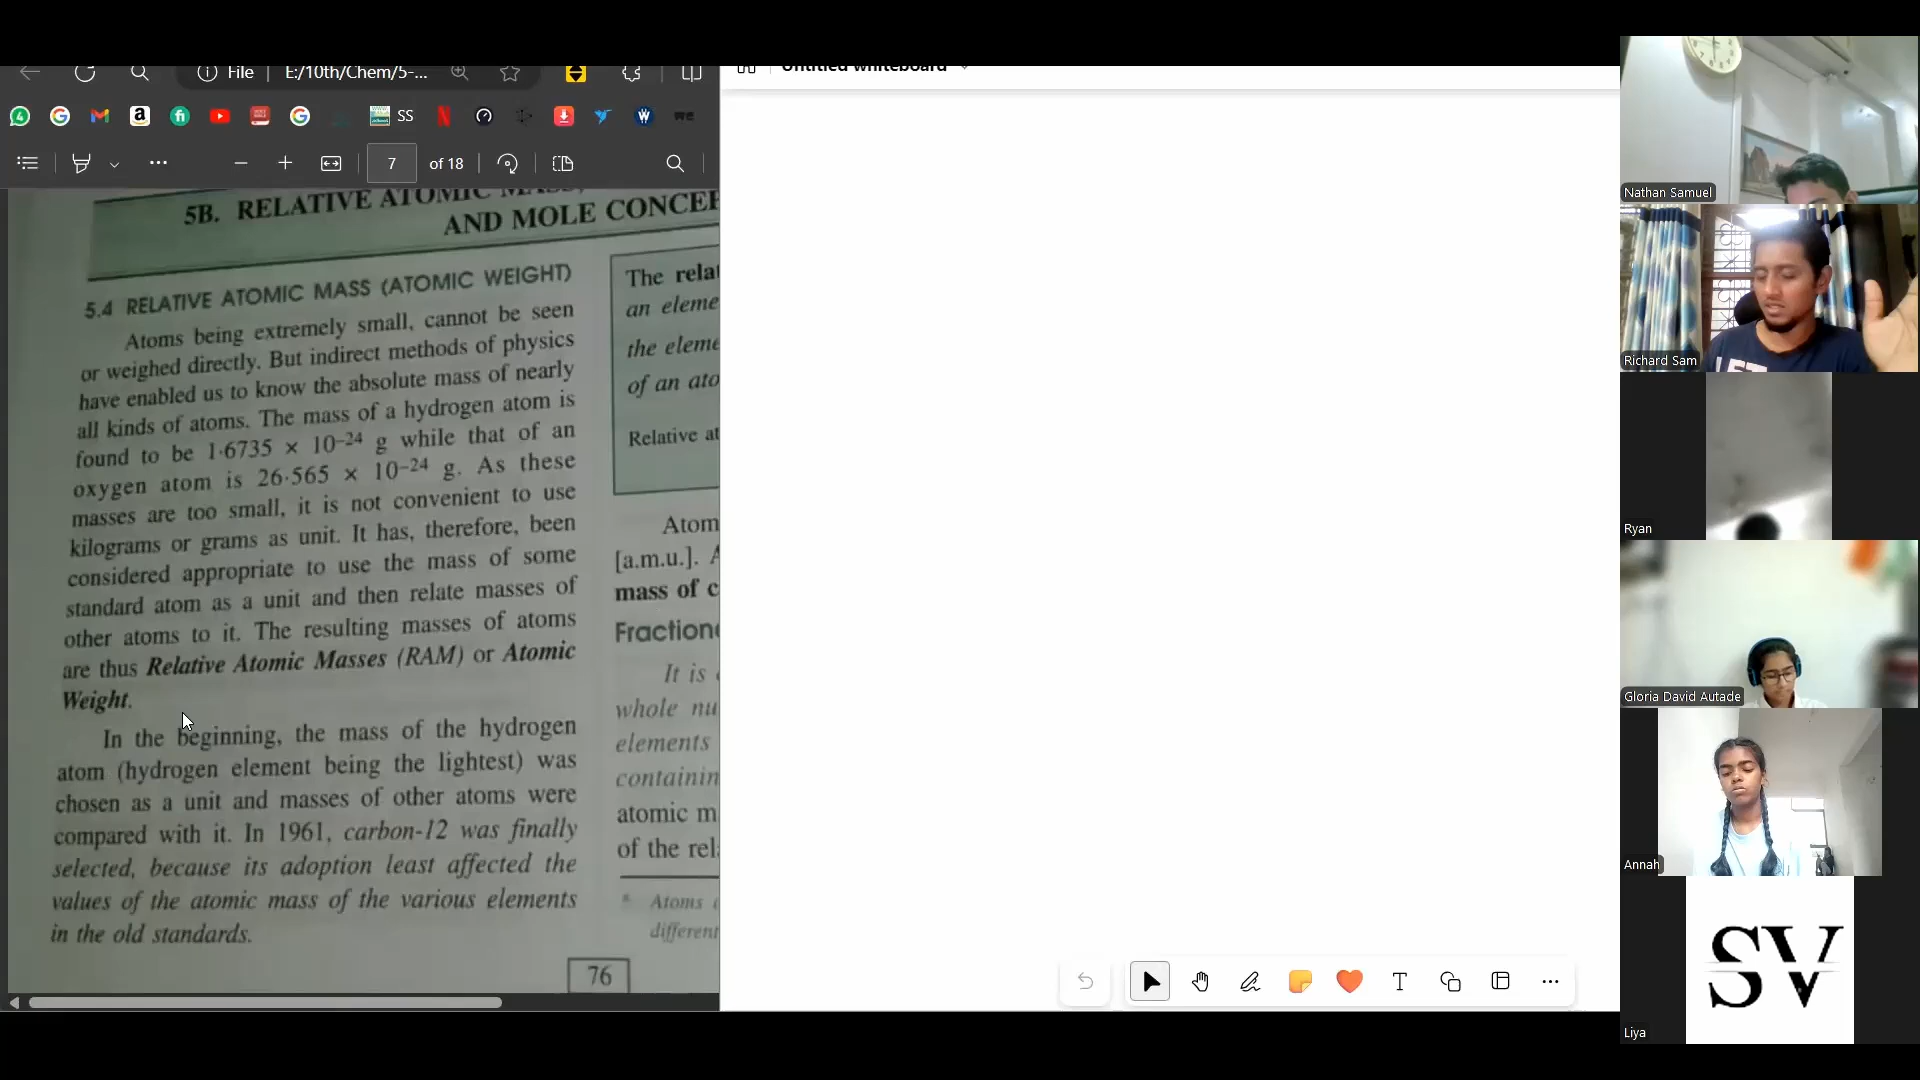 Untitled whiteboard
File
E:/10th/Chem/5-...
SS
7 of 18
5B. RELATIVE ATOMIC
AND MOLE
5.4 RELATIVE ATOMIC MASS (ATOMIC WEIGHT)
Atoms being extremely small, cannot be seen
or weighed directly. But indirect methods of physics
have enabled us to know the absolute mass of nearly
all kinds of atoms. The mass of a hydrogen atom is
found to be 1·6735 × 10⁻²⁴ g while that of an
oxygen atom is 26·565 × 10⁻²⁴ g. As these
masses are too small, it is not convenient to use
kilograms or grams as unit. It has, therefore, been
considered appropriate to use the mass of some
standard atom as a unit and then relate masses of
other atoms to it. The resulting masses of atoms
are thus Relative Atomic Masses (RAM) or Atomic
Weight.
In the beginning, the mass of the hydrogen
atom (hydrogen element being the lightest) was
chosen as a unit and masses of other atoms were
compared with it. In 1961, carbon-12 was finally
selected, because its adoption least affected the
values of the atomic mass of the various elements
in the old standards.
76
The rela
an eleme
the eleme
of an ato
Relative at
Atom
[a.m.u.]. A
mass of c
Fraction
It is
whole nu
elements
containin
atomic m
of the rel
* Atoms
different
T
Nathan Samuel
Richard Sam
Ryan
Gloria David Autade
Annah
SV
Liya